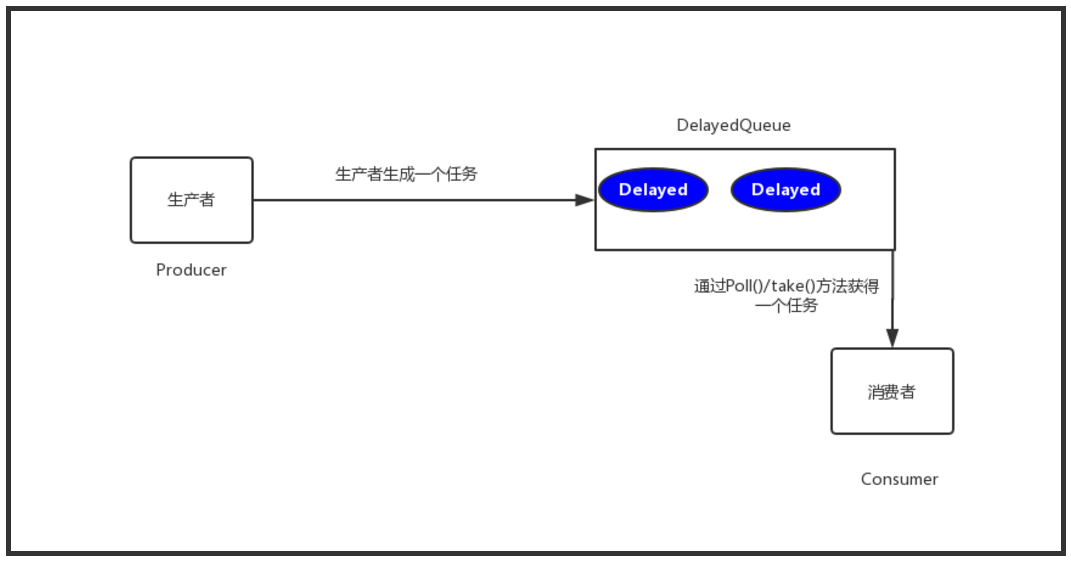 DelayedQueue
生产者生成一个任务
生产者
Delayed
Delayed
Producer
通过Poll()/take()方法获得
一个任务
消费者
Consumer